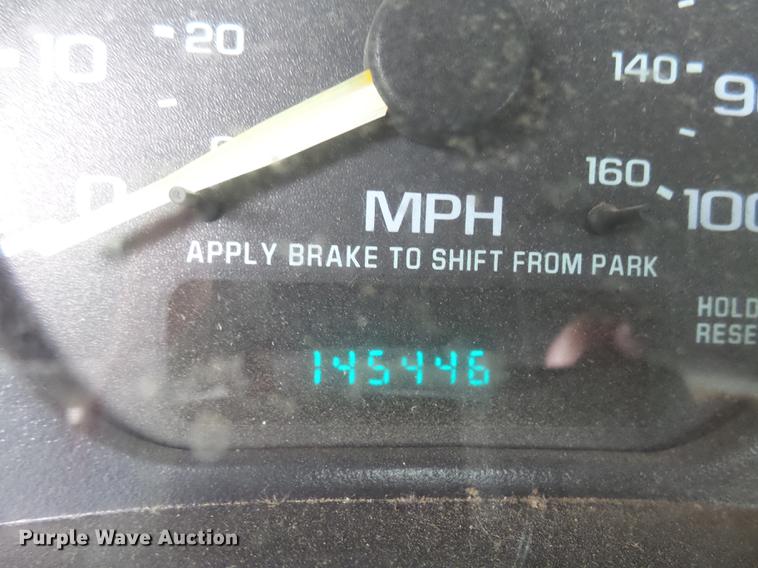 10 20
140 90
0 160 100
MPH
APPLY BRAKE TO SHIFT FROM PARK
HOLD
RESE
145446
Purple Wave Auction